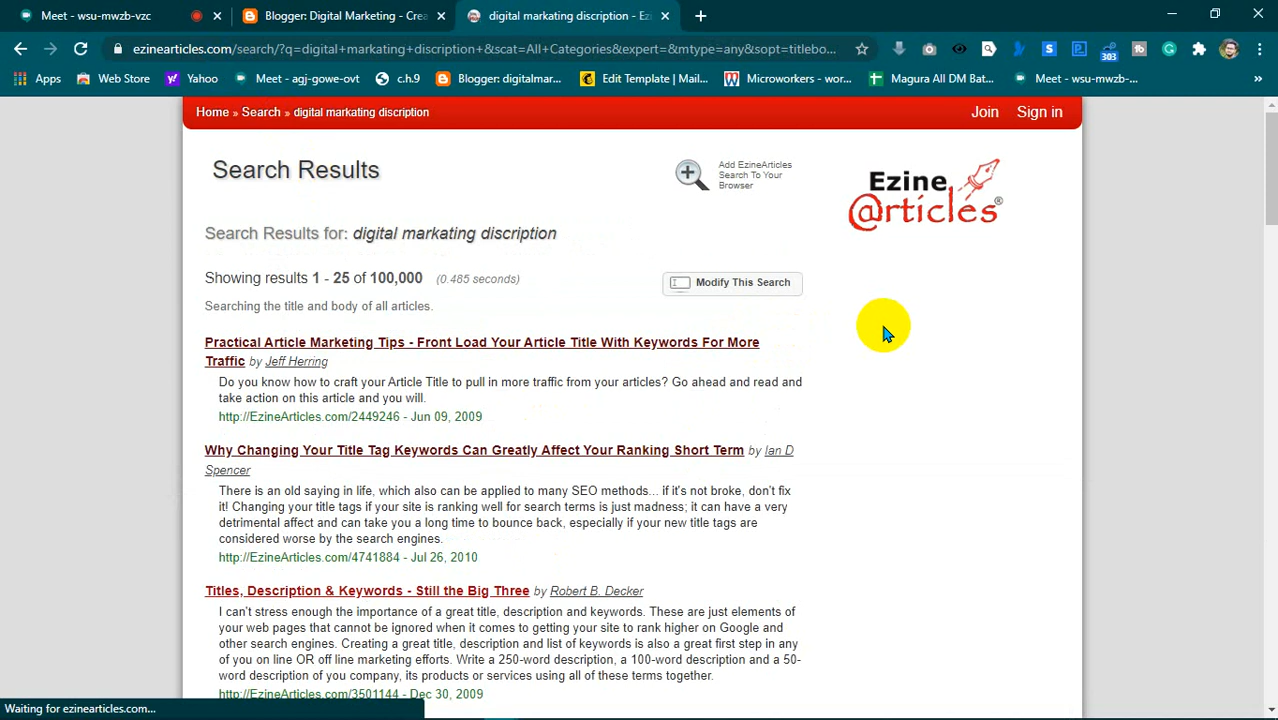 Meet - wsu-mwzb-vzc
Blogger: Digital Marketing - Crea
digital markating discription - Ez
ezinearticles.com/search/?q=digital+markating+discription+&scat=All+Categories&expert=&mtype=any&sopt=titlebo...
303
Apps
Web Store
Yahoo
Meet - agj-gowe-ovt
c.h.9
Blogger: digitalmar...
Edit Template | Mail...
Microworkers - wor...
Magura All DM Bat...
Meet - wsu-mwzb-...
»
Home » Search » digital markating discription
Join
Sign in
Search Results
Add EzineArticles
Search To Your
Browser
Ezine
@rticles®
Search Results for: digital markating discription
Showing results 1 - 25 of 100,000 (0.485 seconds)
Modify This Search
Searching the title and body of all articles.
Practical Article Marketing Tips - Front Load Your Article Title With Keywords For More
Traffic by Jeff Herring
Do you know how to craft your Article Title to pull in more traffic from your articles? Go ahead and read and
take action on this article and you will.
http://EzineArticles.com/2449246 - Jun 09, 2009
Why Changing Your Title Tag Keywords Can Greatly Affect Your Ranking Short Term by Ian D
Spencer
There is an old saying in life, which also can be applied to many SEO methods... if it's not broke, don't fix
it! Changing your title tags if your site is ranking well for search terms is just madness; it can have a very
detrimental affect and can take you a long time to bounce back, especially if your new title tags are
considered worse by the search engines.
http://EzineArticles.com/4741884 - Jul 26, 2010
Titles, Description & Keywords - Still the Big Three by Robert B. Decker
I can't stress enough the importance of a great title, description and keywords. These are just elements of
your web pages that cannot be ignored when it comes to getting your site to rank higher on Google and
other search engines. Creating a great title, description and list of keywords is also a great first step in any
of you on line OR off line marketing efforts. Write a 250-word description, a 100-word description and a 50-
word description of you company, its products or services using all of these terms together.
http://EzineArticles.com/3501144 - Dec 30, 2009
Waiting for ezinearticles.com...